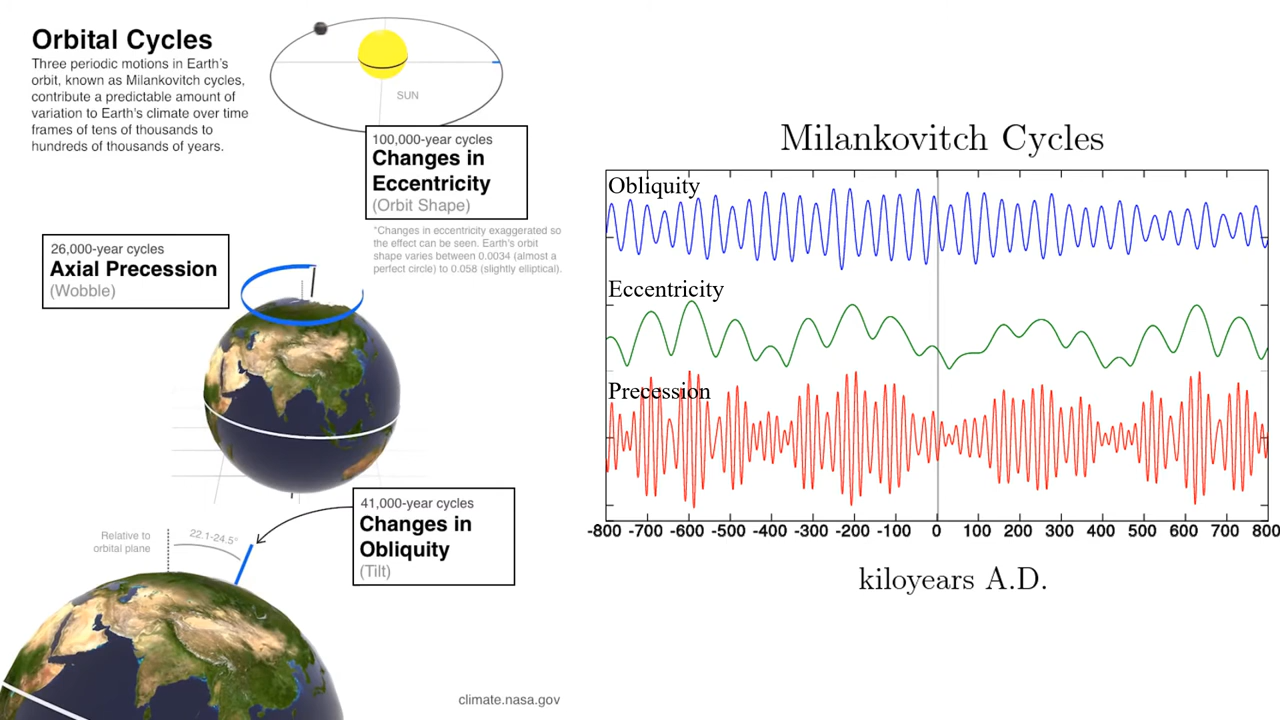 Orbital Cycles
Three periodic motions in Earth's
orbit, known as Milankovitch cycles,
contribute a predictable amount of
variation to Earth's climate over time
frames of tens of thousands to
hundreds of thousands of years.
SUN
100,000-year cycles
Changes in
Eccentricity
(Orbit Shape)
*Changes in eccentricity exaggerated so
the effect can be seen. Earth's orbit
shape varies between 0.0034 (almost a
perfect circle) to 0.058 (slightly elliptical).
26,000-year cycles
Axial Precession
(Wobble)
41,000-year cycles
Changes in
Obliquity
(Tilt)
Relative to
orbital plane
22.1-24.5°
climate.nasa.gov
Milankovitch Cycles
Obliquity
Eccentricity
Precession
-800 -700 -600 -500 -400 -300 -200 -100 0 100 200 300 400 500 600 700 800
kiloyears A.D.